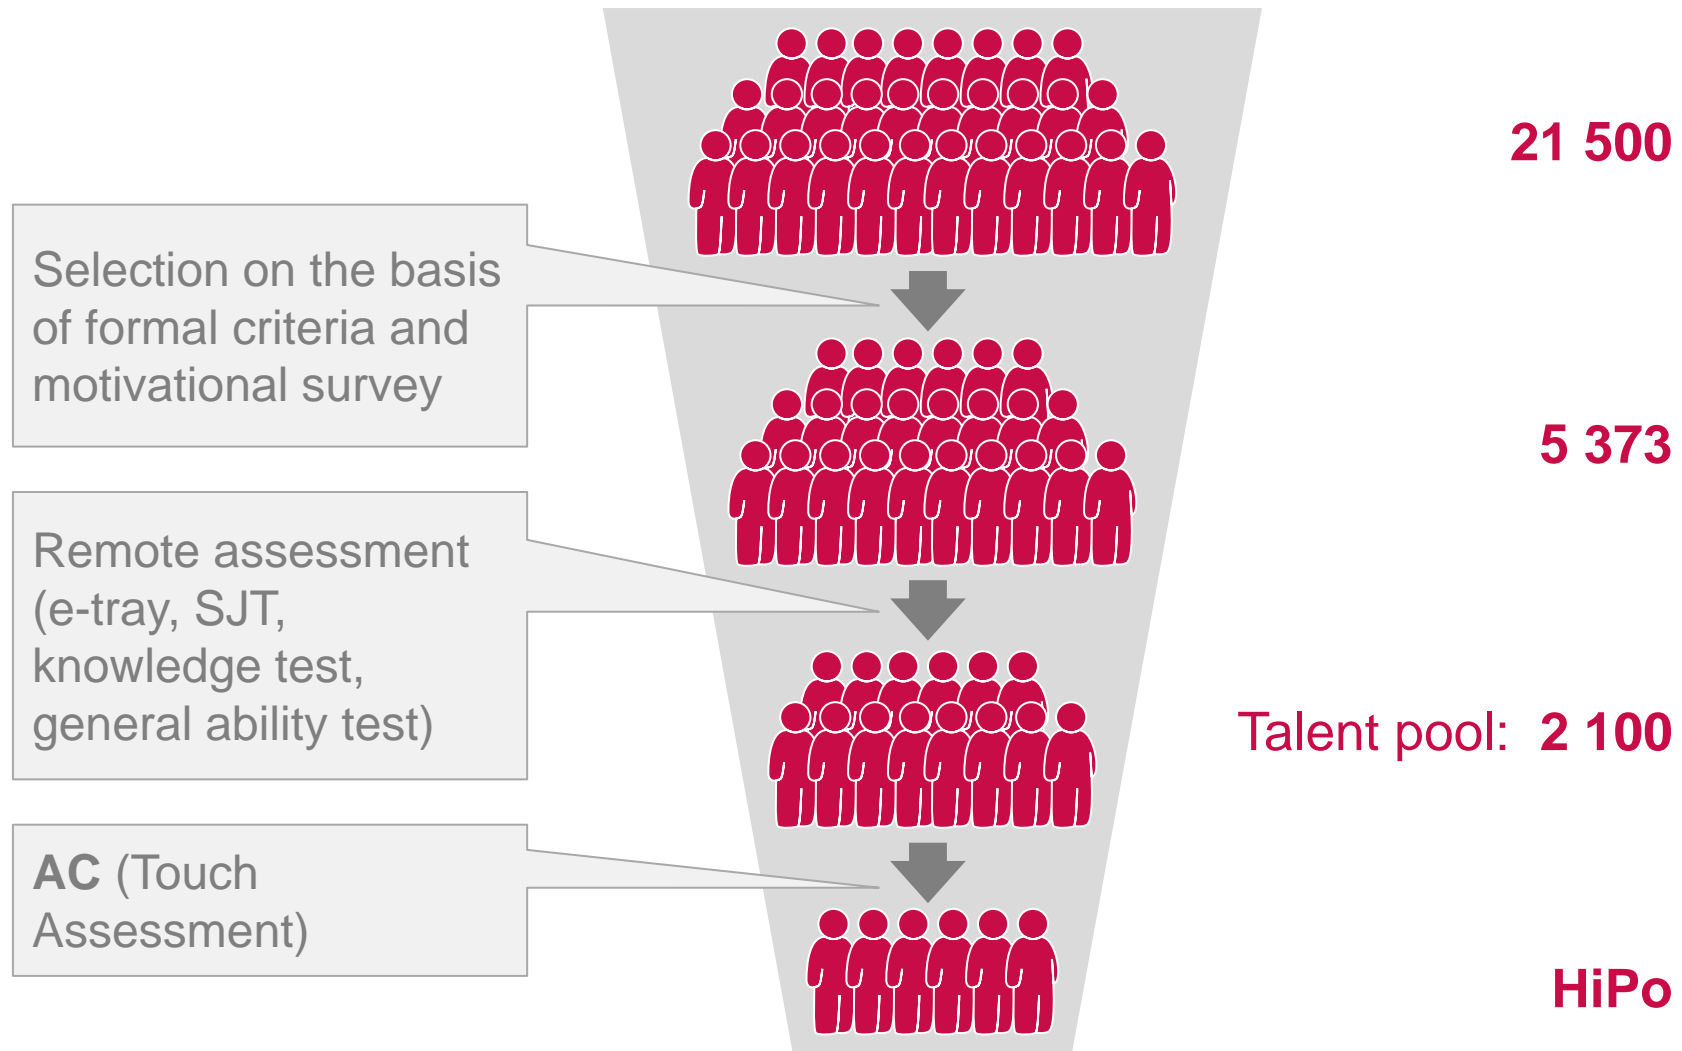 21 500
Selection on the basis
of formal criteria and
motivational survey
5 373
Remote assessment
(e-tray, SJT,
knowledge test,
general ability test)
Talent pool: 2 100
AC (Touch
Assessment)
HiPo